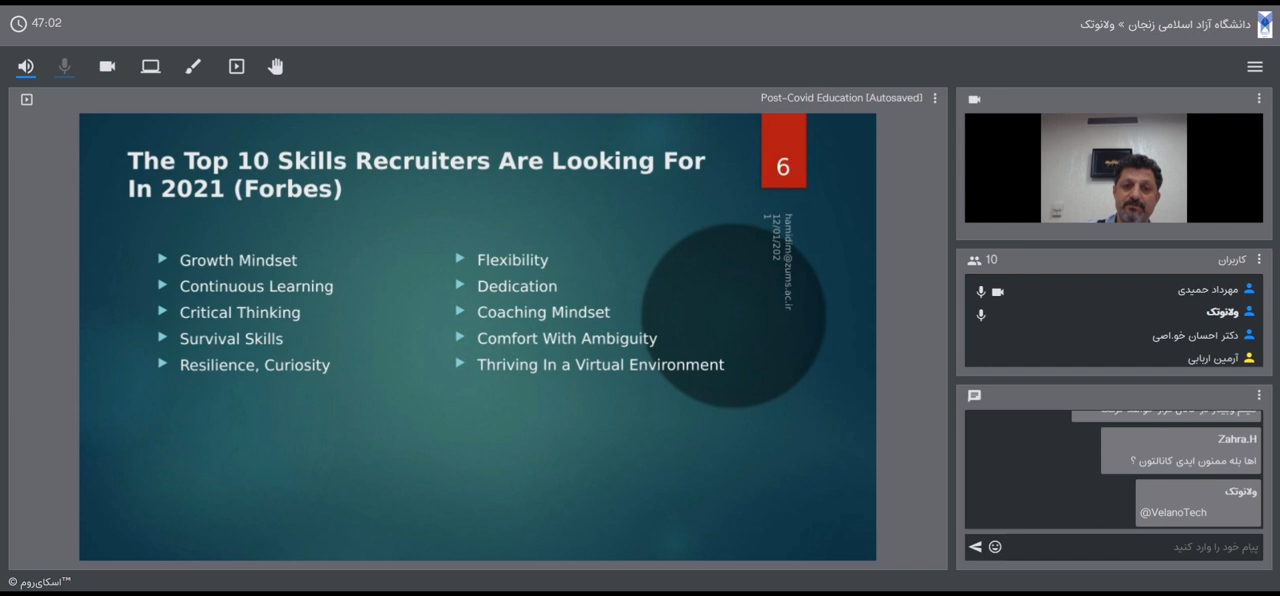 47:02
دانشگاه آزاد اسلامی زنجان » ولانوتک
Post-Covid Education [Autosaved]
The Top 10 Skills Recruiters Are Looking For
In 2021 (Forbes)
6
hamidim@zums.ac.ir
12/01/202
1
Growth Mindset
Continuous Learning
Critical Thinking
Survival Skills
Resilience, Curiosity
Flexibility
Dedication
Coaching Mindset
Comfort With Ambiguity
Thriving In a Virtual Environment
10
کاربران
مهرداد حمیدی
ولانوتک
دکتر احسان خو.اصی
آرمین اربابی
Zahra.H
اها بله ممنون ایدی کانالتون ؟
ولانوتک
@VelanoTech
پیام خود را وارد کنید
© اسکای‌روم™